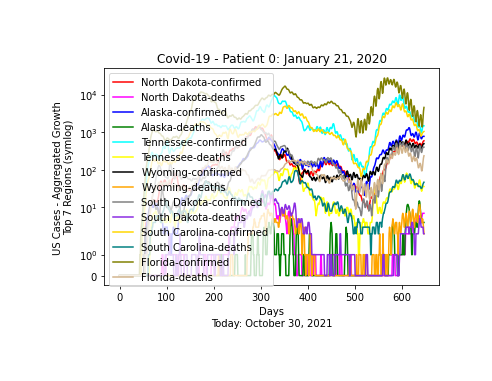 Covid-19 - Patient 0: January 21, 2020
US Cases - Aggregated Growth
Top 7 Regions (symlog)
10⁴
10³
10²
10¹
10⁰
0
North Dakota-confirmed
North Dakota-deaths
Alaska-confirmed
Alaska-deaths
Tennessee-confirmed
Tennessee-deaths
Wyoming-confirmed
Wyoming-deaths
South Dakota-confirmed
South Dakota-deaths
South Carolina-confirmed
South Carolina-deaths
Florida-confirmed
Florida-deaths
0 100 200 300 400 500 600
Days
Today: October 30, 2021